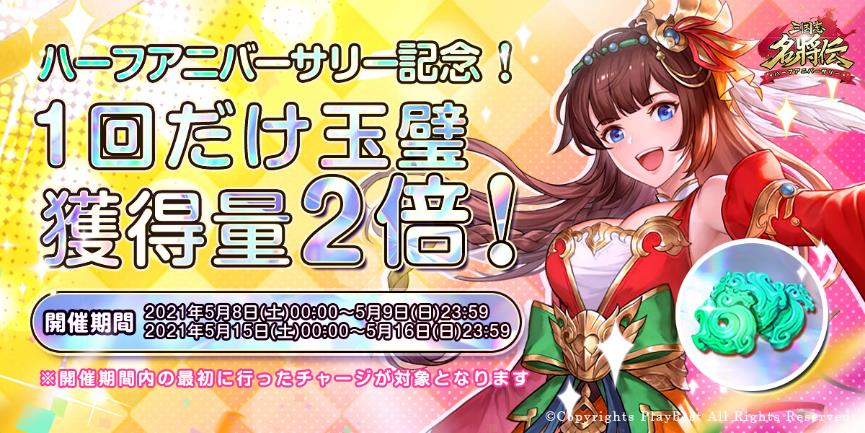 ハーフアニバーサリー記念！
1回だけ玉璧
獲得量2倍！
三国志
名将伝
ハーフアニバーサリー
開催期間
2021年5月8日(土)00:00～5月9日(日)23:59
2021年5月15日(土)00:00～5月16日(日)23:59
※開催期間内の最初に行ったチャージが対象となります
©Copyrights PlayBest All Rights Reserved.